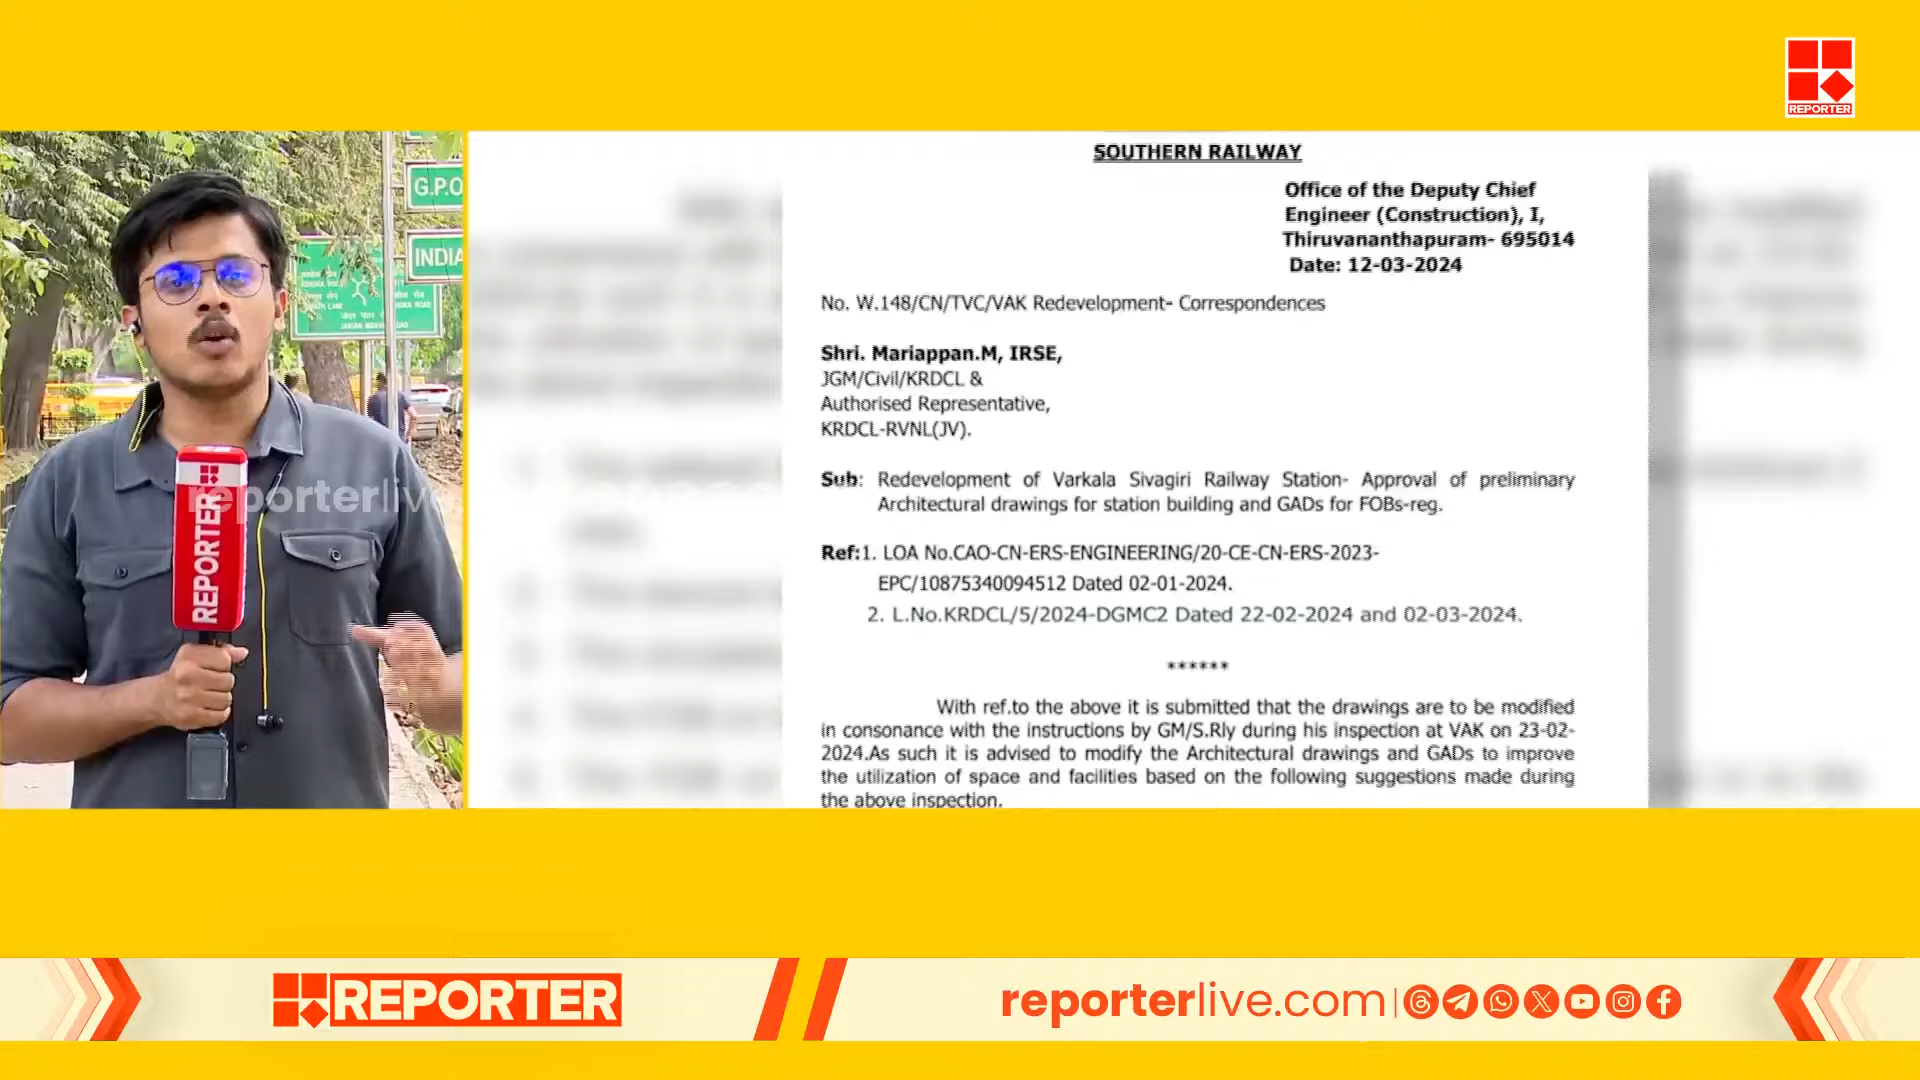 REPORTER
SOUTHERN RAILWAY
Office of the Deputy Chief
Engineer (Construction), I,
Thiruvananthapuram- 695014
Date: 12-03-2024
No. W.148/CN/TVC/VAK Redevelopment- Correspondences
Shri. Mariappan.M, IRSE,
JGM/Civil/KRDCL &
Authorised Representative,
KRDCL-RVNL(JV).
Sub: Redevelopment of Varkala Sivagiri Railway Station- Approval of preliminary
Architectural drawings for station building and GADs for FOBs-reg.
Ref:1. LOA No.CAO-CN-ERS-ENGINEERING/20-CE-CN-ERS-2023-
EPC/10875340094512 Dated 02-01-2024.
2. L.No.KRDCL/5/2024-DGMC2 Dated 22-02-2024 and 02-03-2024.
******
With ref.to the above it is submitted that the drawings are to be modified
in consonance with the instructions by GM/S.Rly during his inspection at VAK on 23-02-
2024.As such it is advised to modify the Architectural drawings and GADs to improve
the utilization of space and facilities based on the following suggestions made during
the above inspection.
G.P.O
INDIA
reporterlive
REPORTER
REPORTER
reporterlive.com